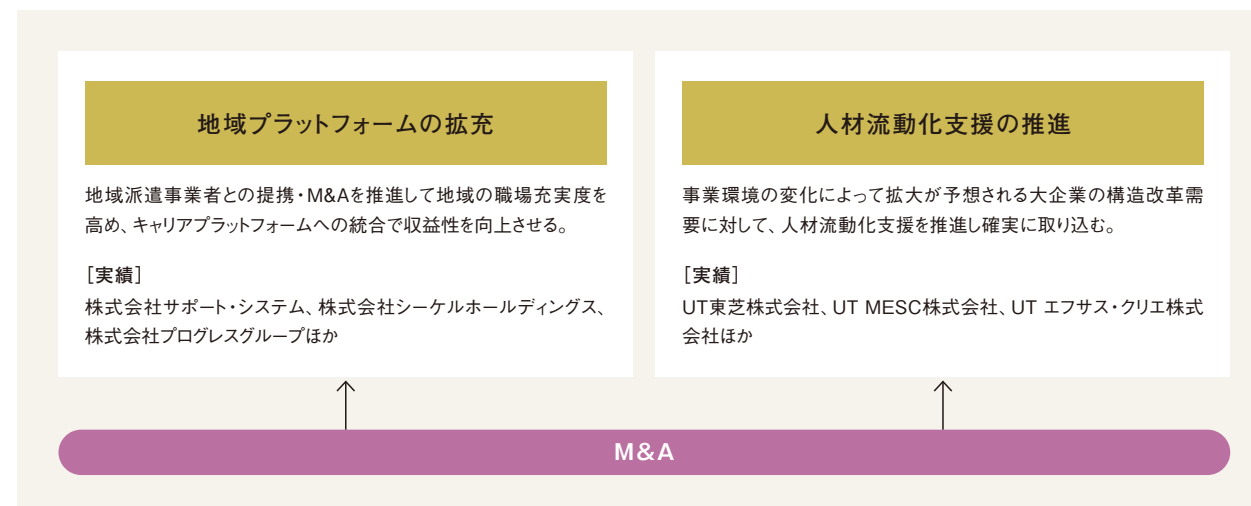 地域プラットフォームの拡充
地域派遣事業者との提携・M&Aを推進して地域の職場充実度を
高め、キャリアプラットフォームへの統合で収益性を向上させる。
［実績］
株式会社サポート・システム、株式会社シーケルホールディングス、
株式会社プログレスグループほか
人材流動化支援の推進
事業環境の変化によって拡大が予想される大企業の構造改革需
要に対して、人材流動化支援を推進し確実に取り込む。
［実績］
UT東芝株式会社、UT MESC株式会社、UT エフサス・クリエ株式
会社ほか
M&A